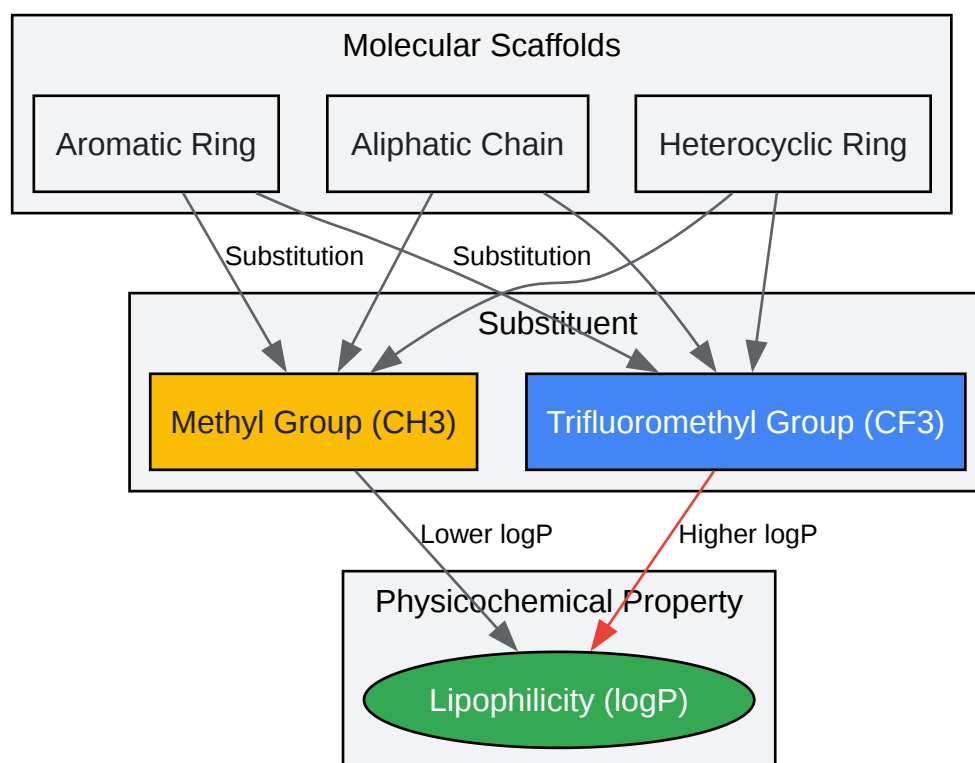 Molecular Scaffolds
Aromatic Ring
Aliphatic Chain
Heterocyclic Ring
Substitution
Substitution
Substituent
Methyl Group (CH3)
Trifluoromethyl Group (CF3)
Lower logP
Higher logP
Physicochemical Property
Lipophilicity (logP)